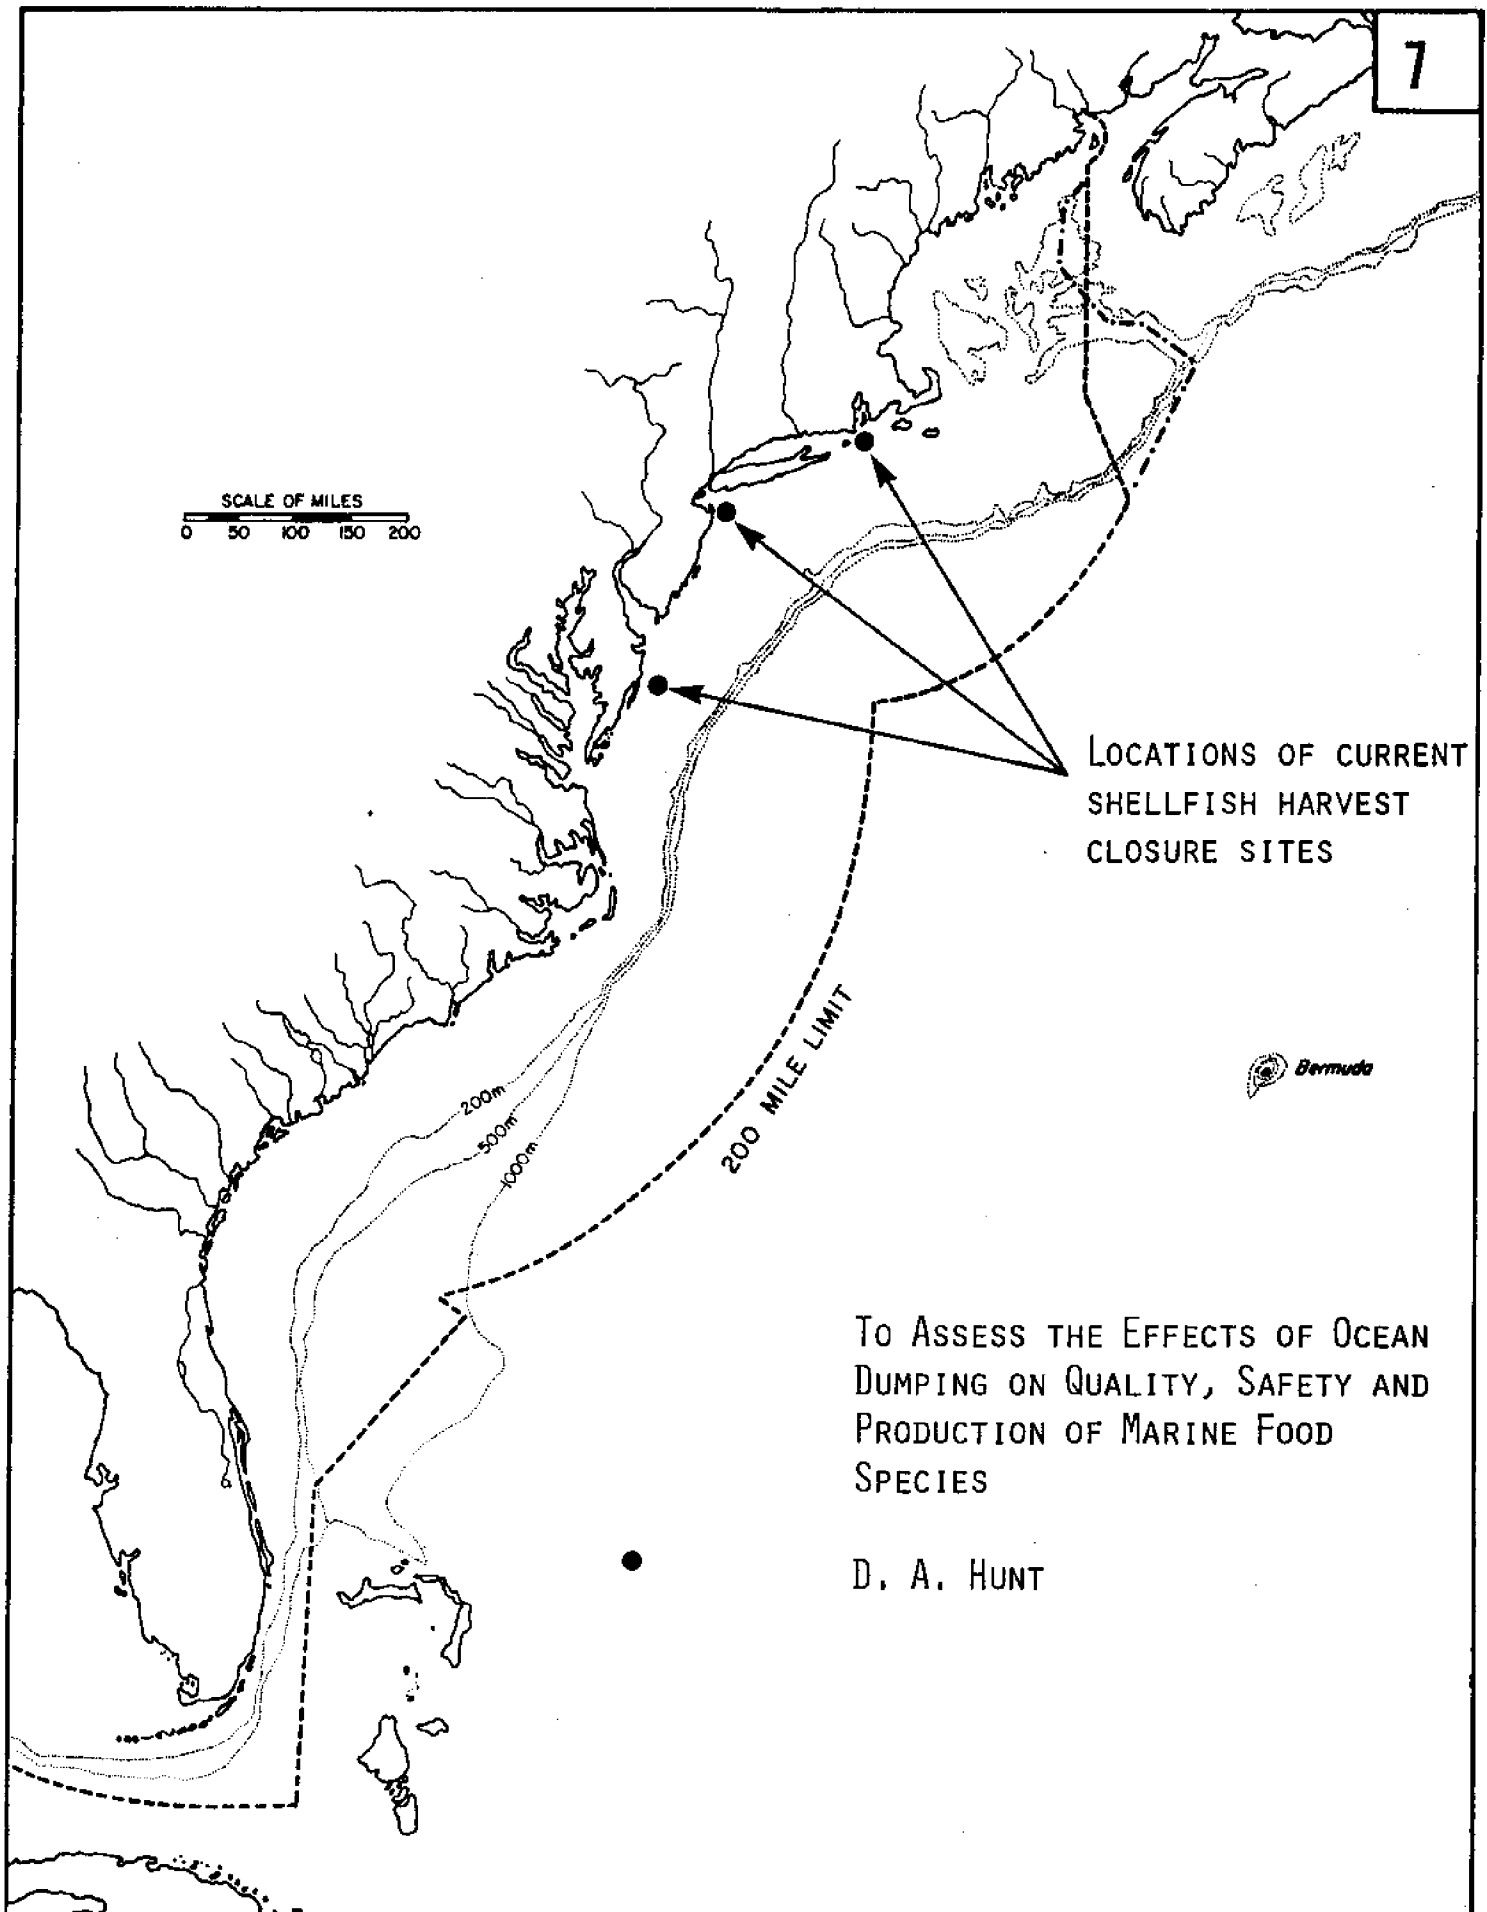 7
SCALE OF MILES
0 50 100 150 200
LOCATIONS OF CURRENT
SHELLFISH HARVEST
CLOSURE SITES
200 MILE LIMIT
Bermuda
200m
500m
1000m
TO ASSESS THE EFFECTS OF OCEAN
DUMPING ON QUALITY, SAFETY AND
PRODUCTION OF MARINE FOOD
SPECIES
D. A. HUNT